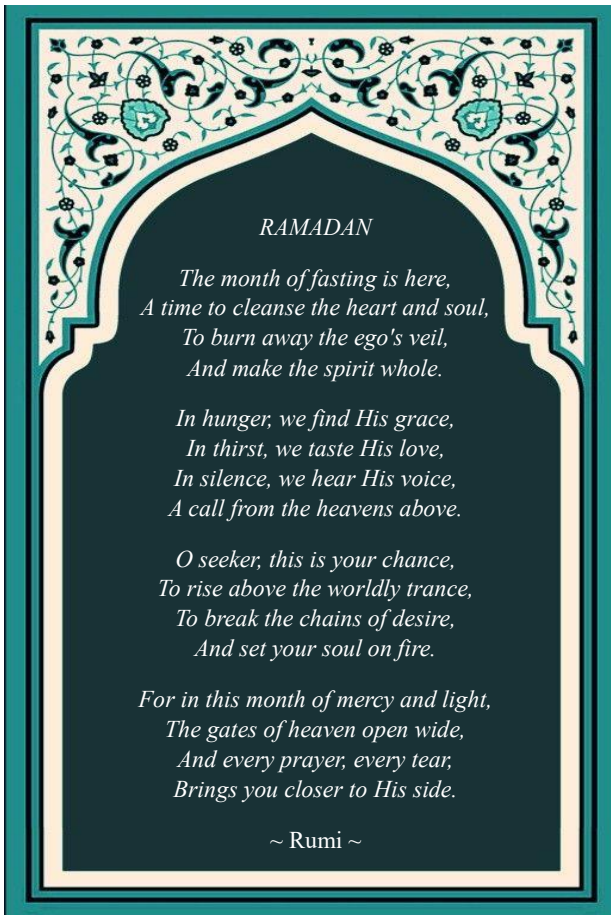 RAMADAN
The month of fasting is here,
A time to cleanse the heart and soul,
To burn away the ego's veil,
And make the spirit whole.
In hunger, we find His grace,
In thirst, we taste His love,
In silence, we hear His voice,
A call from the heavens above.
O seeker, this is your chance,
To rise above the worldly trance,
To break the chains of desire,
And set your soul on fire.
For in this month of mercy and light,
The gates of heaven open wide,
And every prayer, every tear,
Brings you closer to His side.
~ Rumi ~